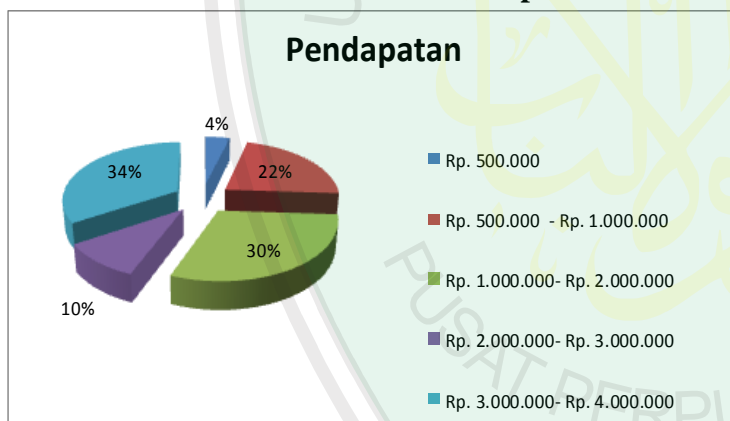 Pendapatan
4%
22%
30%
10%
34%
Rp. 500.000
Rp. 500.000 - Rp. 1.000.000
Rp. 1.000.000- Rp. 2.000.000
Rp. 2.000.000- Rp. 3.000.000
Rp. 3.000.000- Rp. 4.000.000
PUSAT